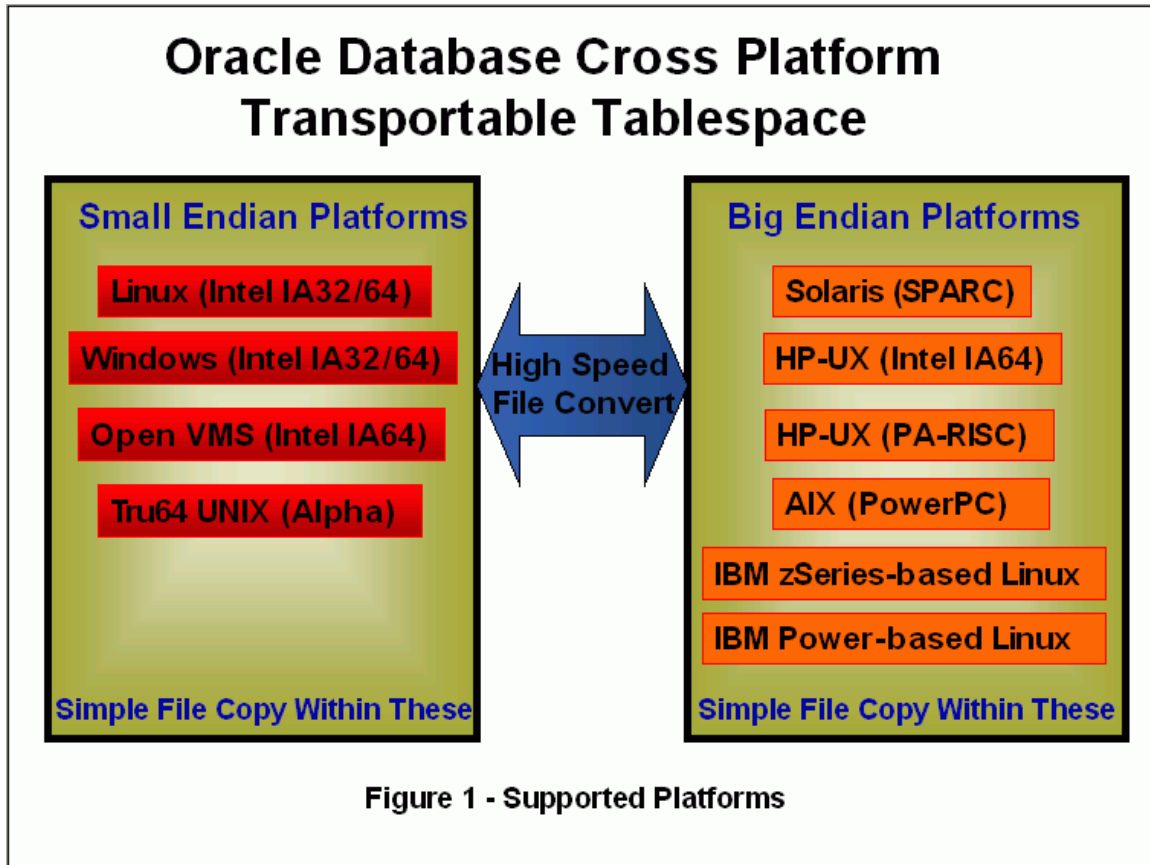 Oracle Database Cross Platform
Transportable Tablespace
Small Endian Platforms
Linux (Intel IA32/64)
Windows (Intel IA32/64)
Open VMS (Intel IA64)
Tru64 UNIX (Alpha)
Simple File Copy Within These
High Speed
File Convert
Big Endian Platforms
Solaris (SPARC)
HP-UX (Intel IA64)
HP-UX (PA-RISC)
AIX (PowerPC)
IBM zSeries-based Linux
IBM Power-based Linux
Simple File Copy Within These
Figure 1 - Supported Platforms